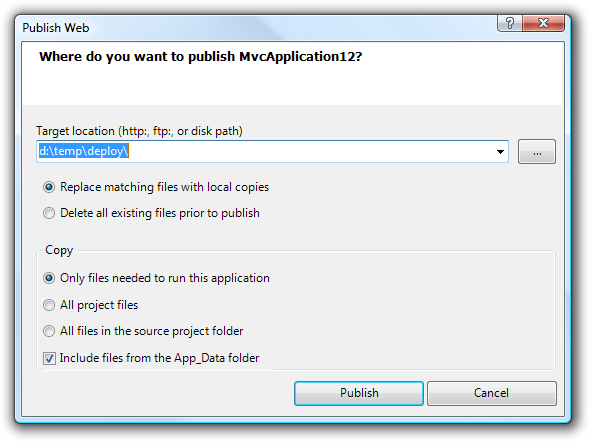 Publish Web
Where do you want to publish MvcApplication12?
Target location (http:, ftp:, or disk path)
d:\temp\deploy\
...
Replace matching files with local copies
Delete all existing files prior to publish
Copy
Only files needed to run this application
All project files
All files in the source project folder
Include files from the App_Data folder
Publish Cancel